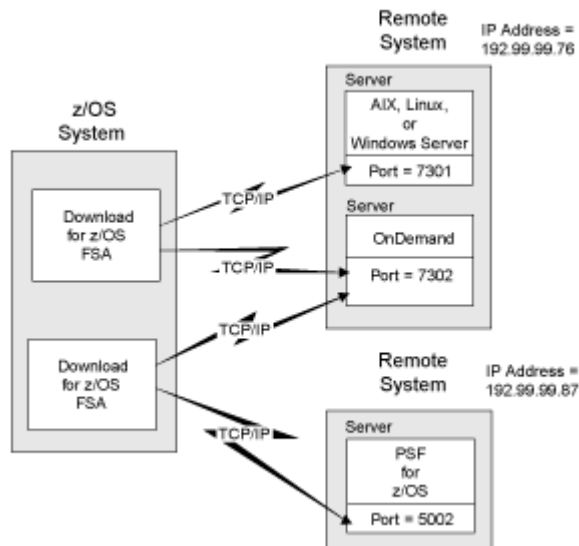 Remote
System
IP Address =
192.99.99.76
z/OS
System
Server
AIX, Linux,
or
Windows Server
Port = 7301
Download
for z/OS
FSA
TCP/IP
Server
OnDemand
Port = 7302
TCP/IP
TCP/IP
Download
for z/OS
FSA
Remote
System
IP Address =
192.99.99.87
TCP/IP
Server
PSF
for
z/OS
Port = 5002